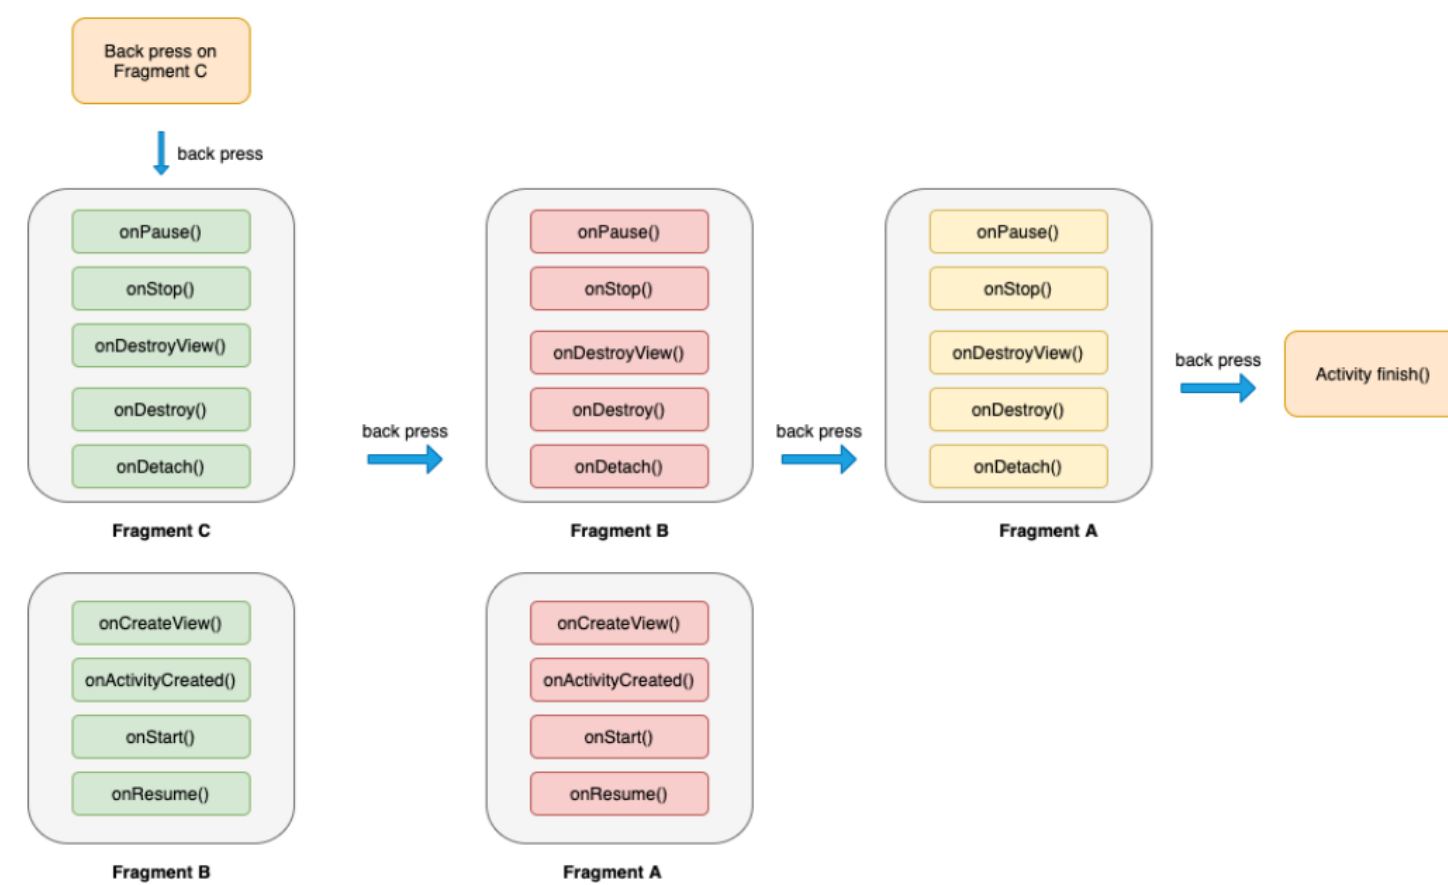 Back press on
Fragment C
back press
onPause()
onStop()
onDestroyView()
onDestroy()
onDetach()
Fragment C
onCreateView()
onActivityCreated()
onStart()
onResume()
Fragment B
back press
onPause()
onStop()
onDestroyView()
onDestroy()
onDetach()
Fragment B
onCreateView()
onActivityCreated()
onStart()
onResume()
Fragment A
back press
onPause()
onStop()
onDestroyView()
onDestroy()
onDetach()
Fragment A
back press
Activity finish()